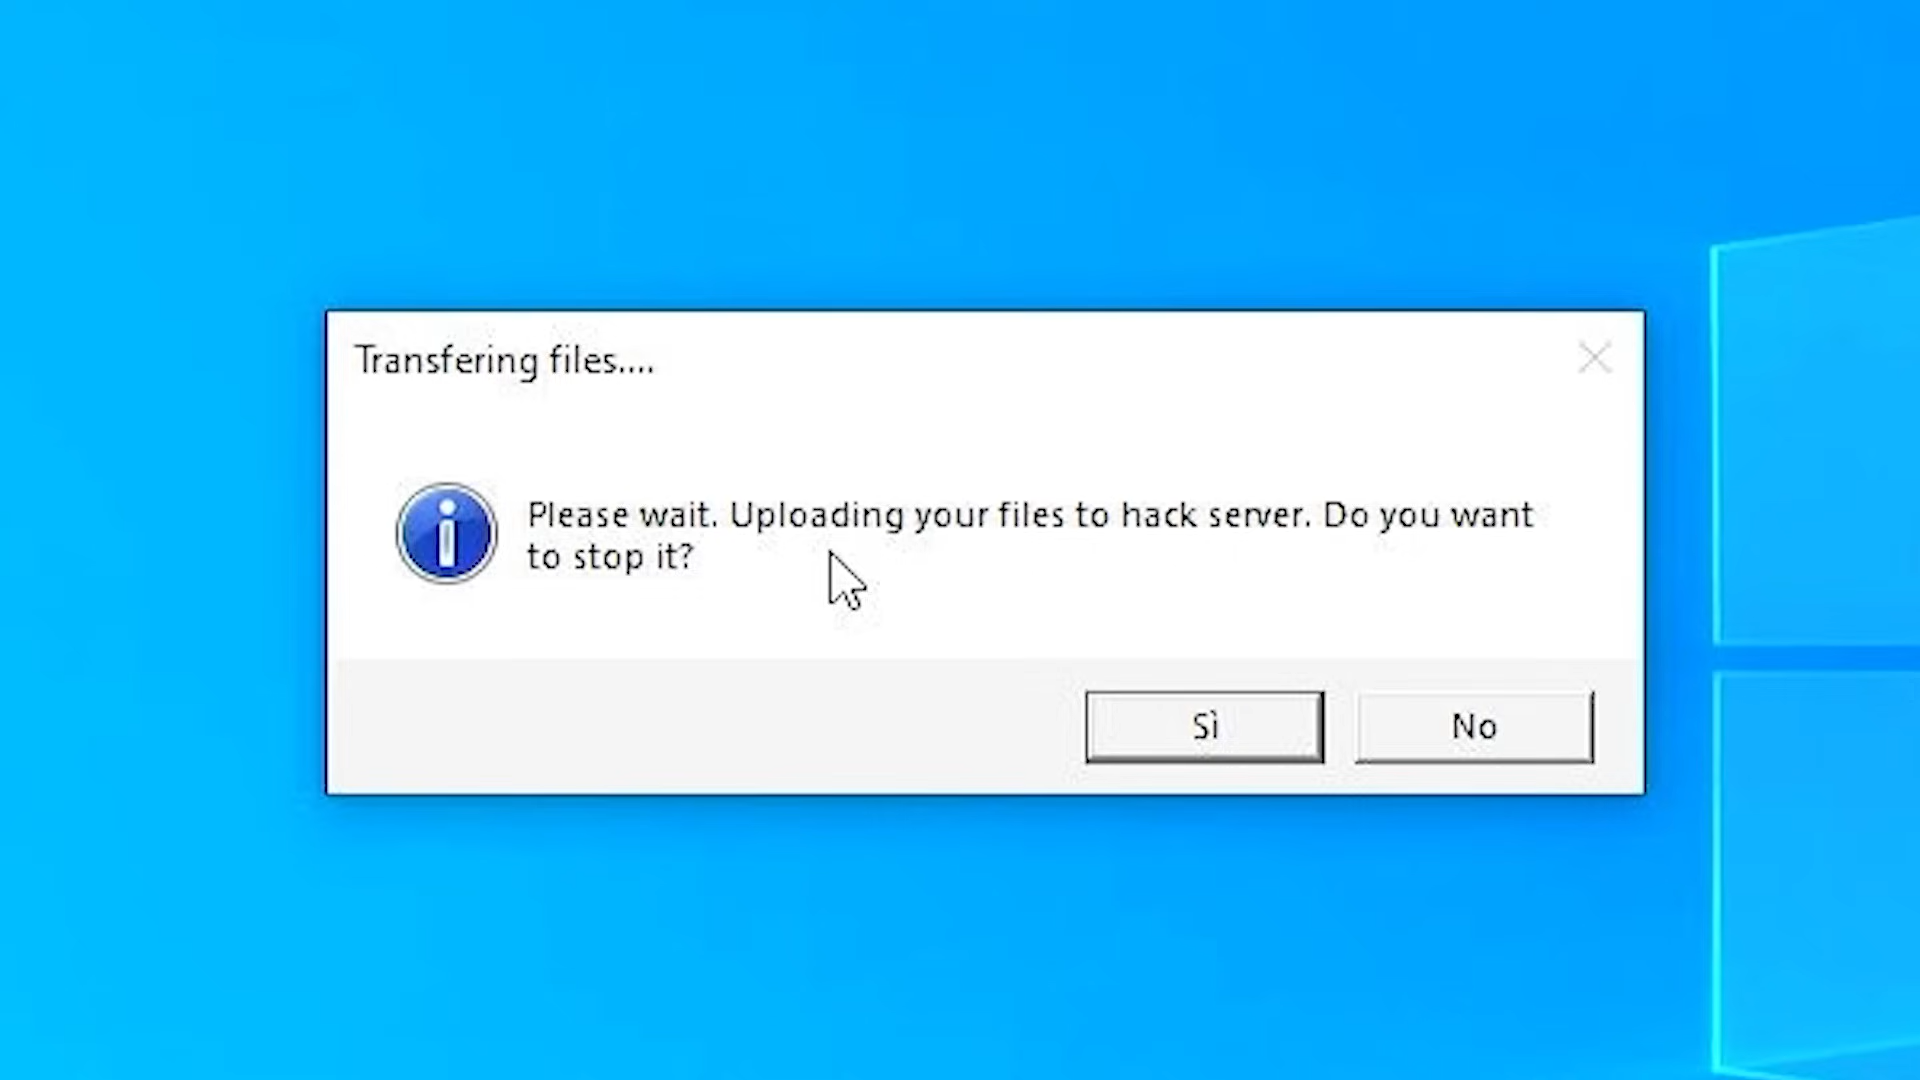 Transfering files....
Please wait. Uploading your files to hack server. Do you want
to stop it?
Sì
No